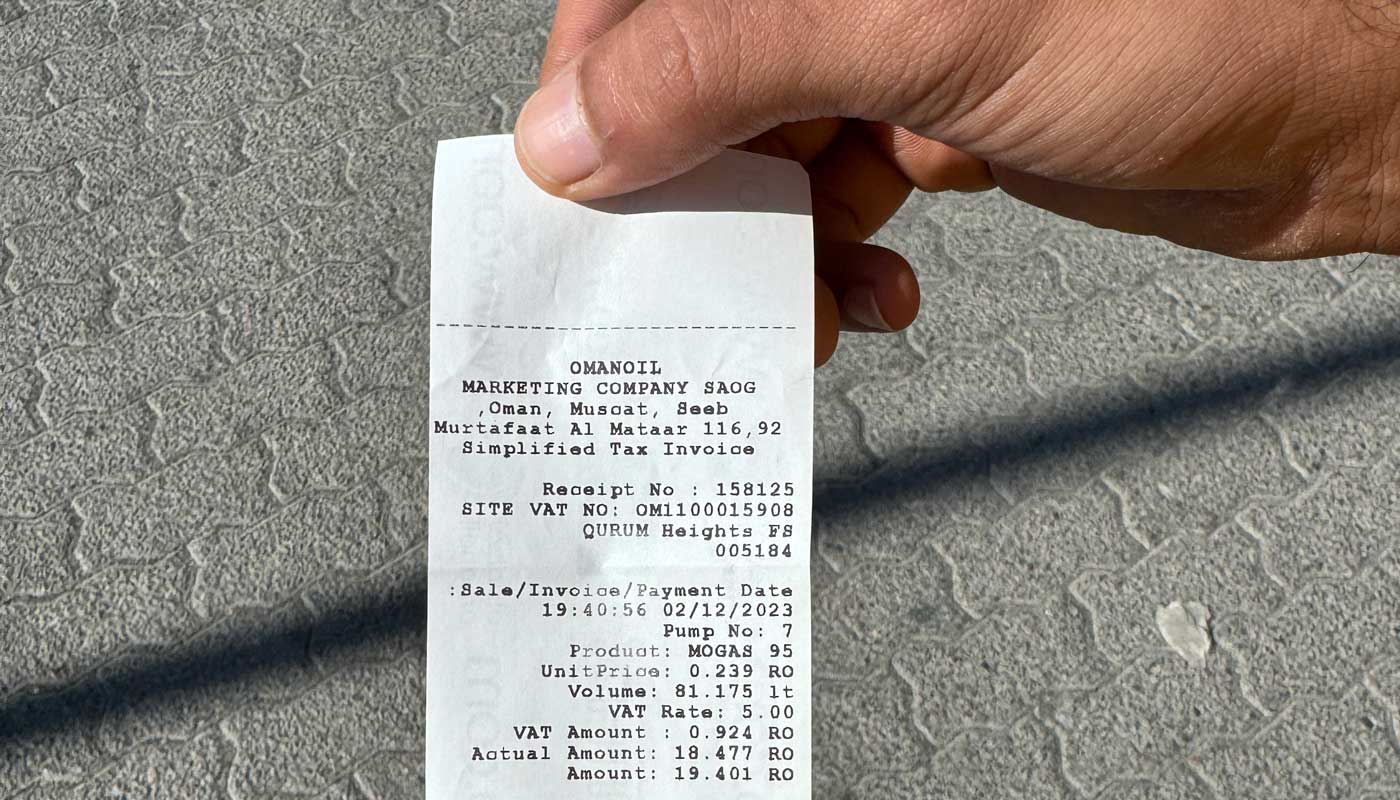 OMANOIL
MARKETING COMPANY SAOG
,Oman, Muscat, Seeb
Murtafaat Al Mataar 116,92
Simplified Tax Invoice
Receipt No : 158125
SITE VAT NO: OM1100015908
QURUM Heights FS
005184
:Sale/Invoice/Payment Date
19:40:56 02/12/2023
Pump No: 7
Product: MOGAS 95
UnitPrice: 0.239 RO
Volume: 81.175 lt
VAT Rate: 5.00
VAT Amount : 0.924 RO
Actual Amount: 18.477 RO
Amount: 19.401 RO